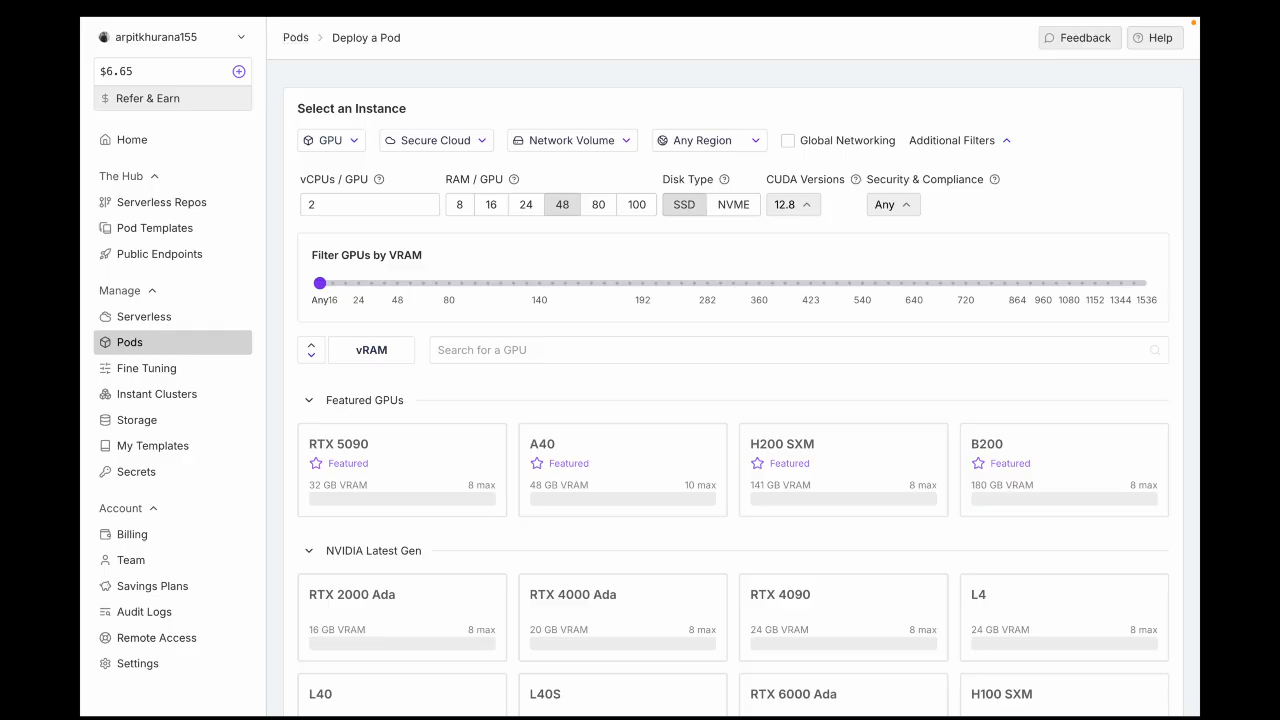 arpitkhurana155
Pods > Deploy a Pod
Feedback
Help
$6.65
Refer & Earn
Home
The Hub
Serverless Repos
Pod Templates
Public Endpoints
Manage
Serverless
Pods
Fine Tuning
Instant Clusters
Storage
My Templates
Secrets
Account
Billing
Team
Savings Plans
Audit Logs
Remote Access
Settings
Select an Instance
GPU Secure Cloud Network Volume Any Region Global Networking Additional Filters
vCPUs / GPU RAM / GPU Disk Type CUDA Versions Security & Compliance
2 8 16 24 48 80 100 SSD NVME 12.8 Any
Filter GPUs by VRAM
Any 16 24 48 80 140 192 282 360 423 540 640 720 864 960 1080 1152 1344 1536
vRAM Search for a GPU
Featured GPUs
RTX 5090 A40 H200 SXM B200
Featured Featured Featured Featured
32 GB VRAM 8 max 48 GB VRAM 10 max 141 GB VRAM 8 max 180 GB VRAM 8 max
NVIDIA Latest Gen
RTX 2000 Ada RTX 4000 Ada RTX 4090 L4
16 GB VRAM 8 max 20 GB VRAM 8 max 24 GB VRAM 8 max 24 GB VRAM 8 max
L40 L40S RTX 6000 Ada H100 SXM